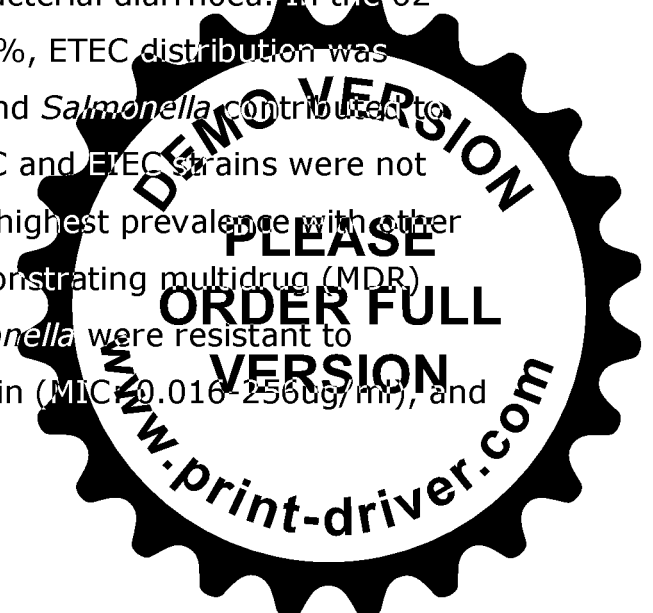 bacterial diarrhoea. In the 62
%, ETEC distribution was
nd Salmonella contributed to
C and EIEC strains were not
highest prevalence with other
onstrating multidrug (MDR)
nella were resistant to
in (MIC: 0.016-256ug/ml), and
DEMO VERSION
PLEASE
ORDER FULL
VERSION
www.print-driver.com